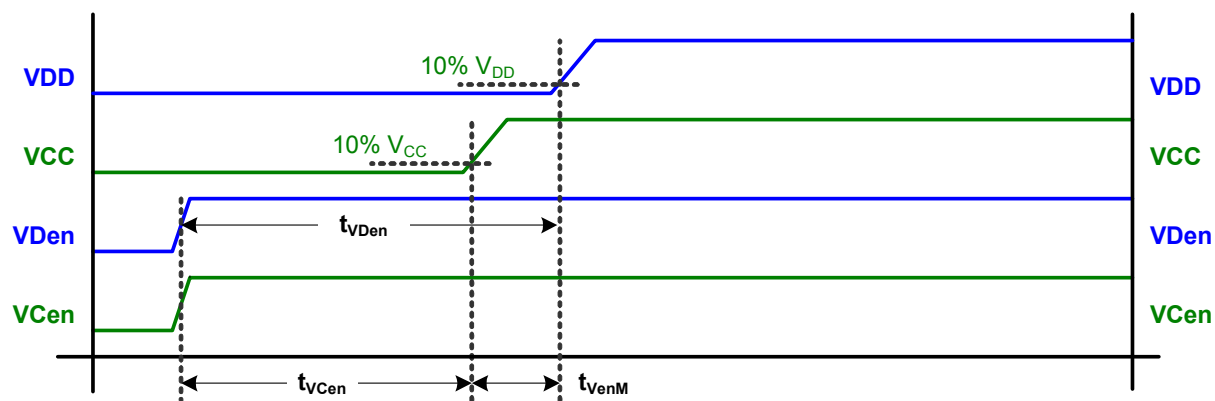 VDD
10% VDD
VDD
VCC
10% VCC
VCC
VDen
tVDen
VDen
VCen
VCen
tVCen
tVenM